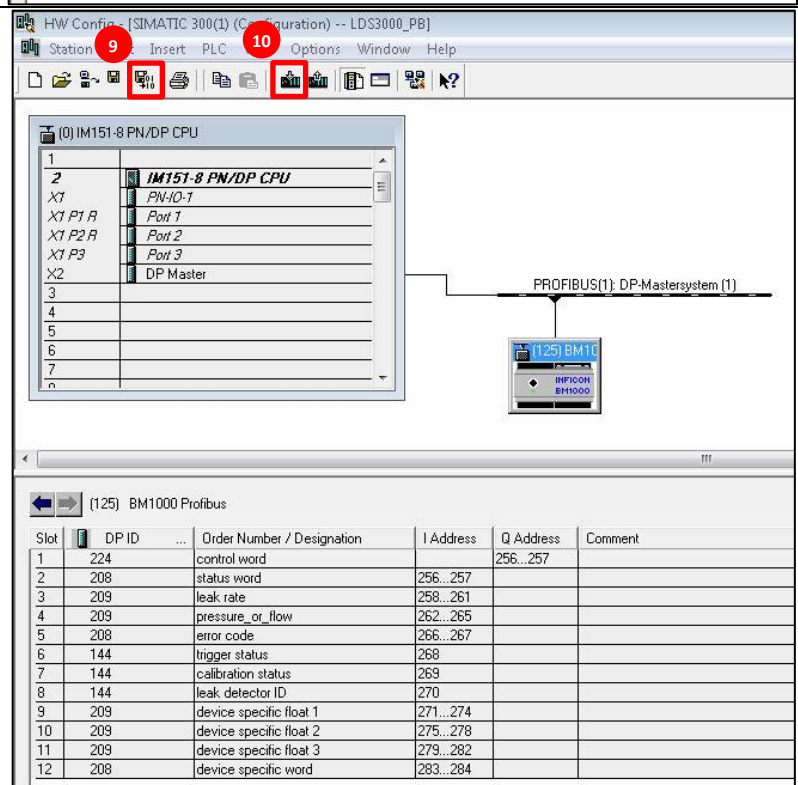 HW Config - [SIMATIC 300(1) (Configuration) -- LDS3000_PB]
Station Insert PLC Options Window Help
9
10
(0) IM151-8 PN/DP CPU
1
2 IM151-8 PN/DP CPU
X1 PN-IO-1
X1 P1 R Port 1
X1 P2 R Port 2
X1 P3 Port 3
X2 DP Master
3
4
5
6
7
PROFIBUS(1): DP-Mastersystem (1)
(125) BM10
INFICON
BM1000
(125) BM1000 Profibus
Slot DP ID ... Order Number / Designation I Address Q Address Comment
1 224 control word 256...257
2 208 status word 256...257
3 209 leak rate 258...261
4 209 pressure_or_flow 262...265
5 208 error code 266...267
6 144 trigger status 268
7 144 calibration status 269
8 144 leak detector ID 270
9 209 device specific float 1 271...274
10 209 device specific float 2 275...278
11 209 device specific float 3 279...282
12 208 device specific word 283...284